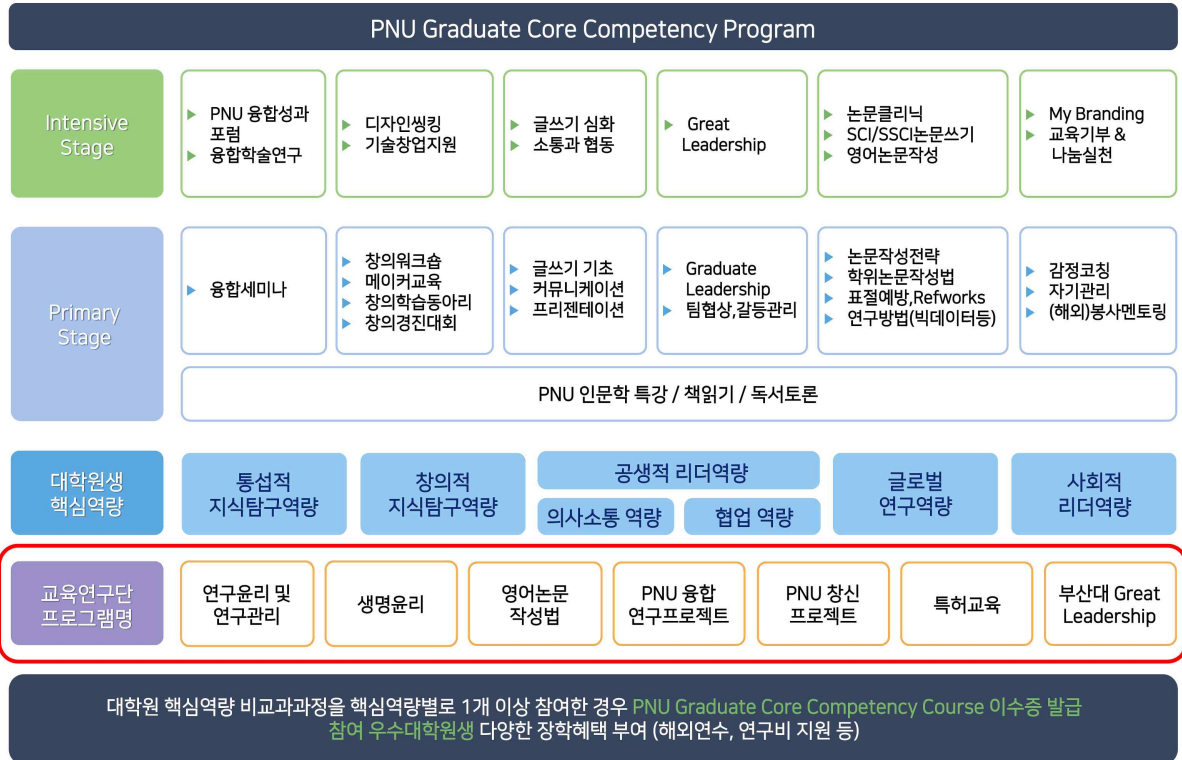 PNU Graduate Core Competency Program
Intensive
Stage
PNU 융합성과
포럼
융합학술연구
디자인씽킹
기술창업지원
글쓰기 심화
소통과 협동
Great
Leadership
논문클리닉
SCI/SSCI논문쓰기
영어논문작성
My Branding
교육기부 &
나눔실천
Primary
Stage
융합세미나
창의워크숍
메이커교육
창의학습동아리
창의경진대회
글쓰기 기초
커뮤니케이션
프리젠테이션
Graduate
Leadership
팀협상,갈등관리
논문작성전략
학위논문작성법
표절예방,Refworks
연구방법(빅데이터등)
감정코칭
자기관리
(해외)봉사멘토링
PNU 인문학 특강 / 책읽기 / 독서토론
대학원생
핵심역량
통섭적
지식탐구역량
창의적
지식탐구역량
공생적 리더역량
의사소통 역량
협업 역량
글로벌
연구역량
사회적
리더역량
교육연구단
프로그램명
연구윤리 및
연구관리
생명윤리
영어논문
작성법
PNU 융합
연구프로젝트
PNU 창신
프로젝트
특허교육
부산대 Great
Leadership
대학원 핵심역량 비교과과정을 핵심역량별로 1개 이상 참여한 경우 PNU Graduate Core Competency Course 이수증 발급
참여 우수대학원생 다양한 장학혜택 부여 (해외연수, 연구비 지원 등)